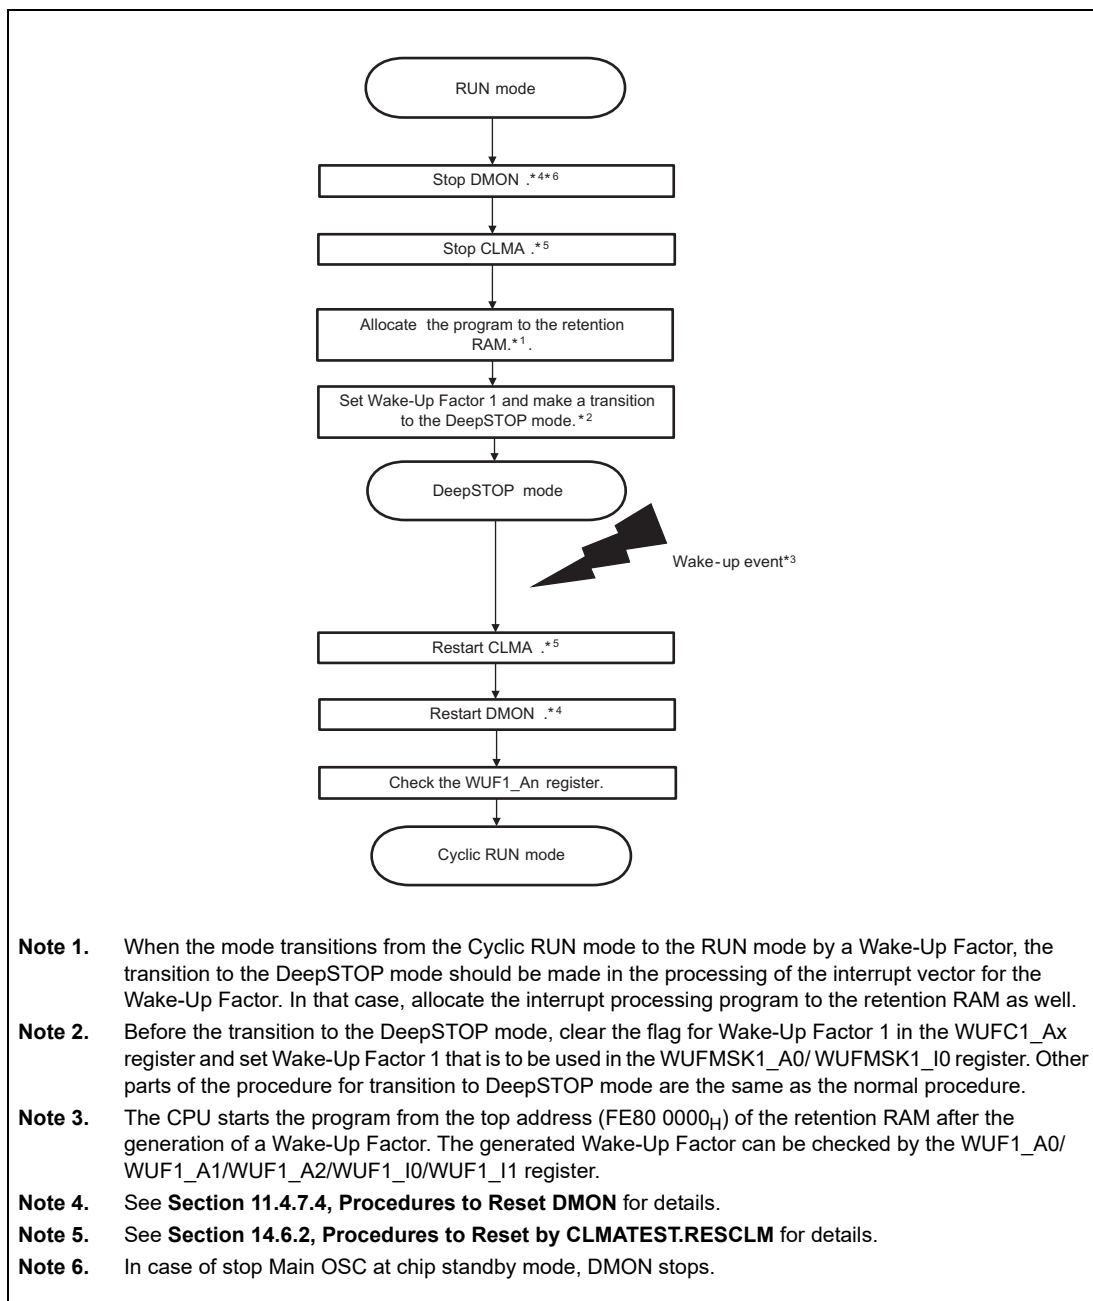 RUN mode
Stop DMON .*4*6
Stop CLMA .*5
Allocate the program to the retention
RAM.*1.
Set Wake-Up Factor 1 and make a transition
to the DeepSTOP mode.*2
DeepSTOP mode
Wake-up event*3
Restart CLMA .*5
Restart DMON .*4
Check the WUF1_An register.
Cyclic RUN mode
Note 1. When the mode transitions from the Cyclic RUN mode to the RUN mode by a Wake-Up Factor, the
transition to the DeepSTOP mode should be made in the processing of the interrupt vector for the
Wake-Up Factor. In that case, allocate the interrupt processing program to the retention RAM as well.
Note 2. Before the transition to the DeepSTOP mode, clear the flag for Wake-Up Factor 1 in the WUFC1_Ax
register and set Wake-Up Factor 1 that is to be used in the WUFMSK1_A0/ WUFMSK1_I0 register. Other
parts of the procedure for transition to DeepSTOP mode are the same as the normal procedure.
Note 3. The CPU starts the program from the top address (FE80 0000H) of the retention RAM after the
generation of a Wake-Up Factor. The generated Wake-Up Factor can be checked by the WUF1_A0/
WUF1_A1/WUF1_A2/WUF1_I0/WUF1_I1 register.
Note 4. See Section 11.4.7.4, Procedures to Reset DMON for details.
Note 5. See Section 14.6.2, Procedures to Reset by CLMATEST.RESCLM for details.
Note 6. In case of stop Main OSC at chip standby mode, DMON stops.